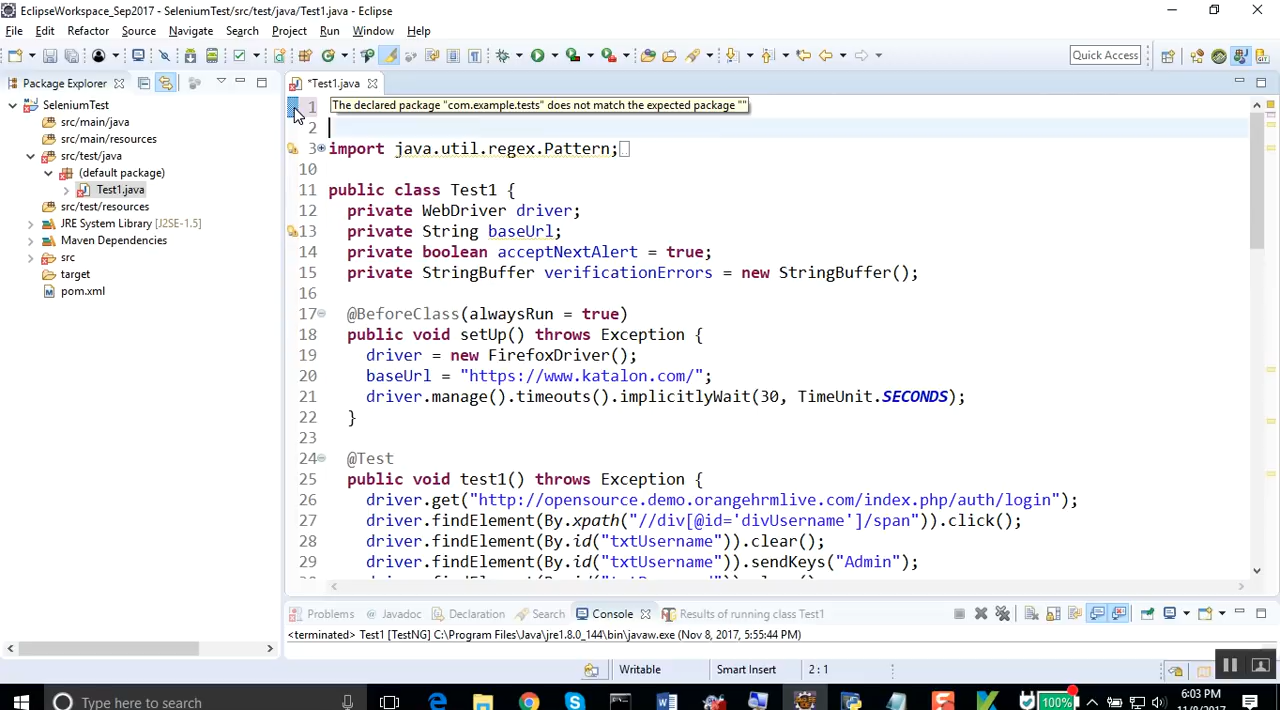 EclipseWorkspace_Sep2017 - SeleniumTest/src/test/java/Test1.java - Eclipse
File Edit Refactor Source Navigate Search Project Run Window Help
Quick Access
Package Explorer
*Test1.java
SeleniumTest
src/main/java
src/main/resources
src/test/java
(default package)
Test1.java
src/test/resources
JRE System Library [J2SE-1.5]
Maven Dependencies
src
target
pom.xml
1
The declared package "com.example.tests" does not match the expected package ""
2
3 import java.util.regex.Pattern;
10
11 public class Test1 {
12 private WebDriver driver;
13 private String baseUrl;
14 private boolean acceptNextAlert = true;
15 private StringBuffer verificationErrors = new StringBuffer();
16
17 @BeforeClass(alwaysRun = true)
18 public void setUp() throws Exception {
19 driver = new FirefoxDriver();
20 baseUrl = "https://www.katalon.com/";
21 driver.manage().timeouts().implicitlyWait(30, TimeUnit.SECONDS);
22 }
23
24 @Test
25 public void test1() throws Exception {
26 driver.get("http://opensource.demo.orangehrmlive.com/index.php/auth/login");
27 driver.findElement(By.xpath("//div[@id='divUsername']/span")).click();
28 driver.findElement(By.id("txtUsername")).clear();
29 driver.findElement(By.id("txtUsername")).sendKeys("Admin");
Problems Javadoc Declaration Search Console Results of running class Test1
<terminated> Test1 [TestNG] C:\Program Files\Java\jre1.8.0_144\bin\javaw.exe (Nov 8, 2017, 5:55:44 PM)
Writable Smart Insert 2 : 1
Type here to search
100%
6:03 PM
11/8/2017